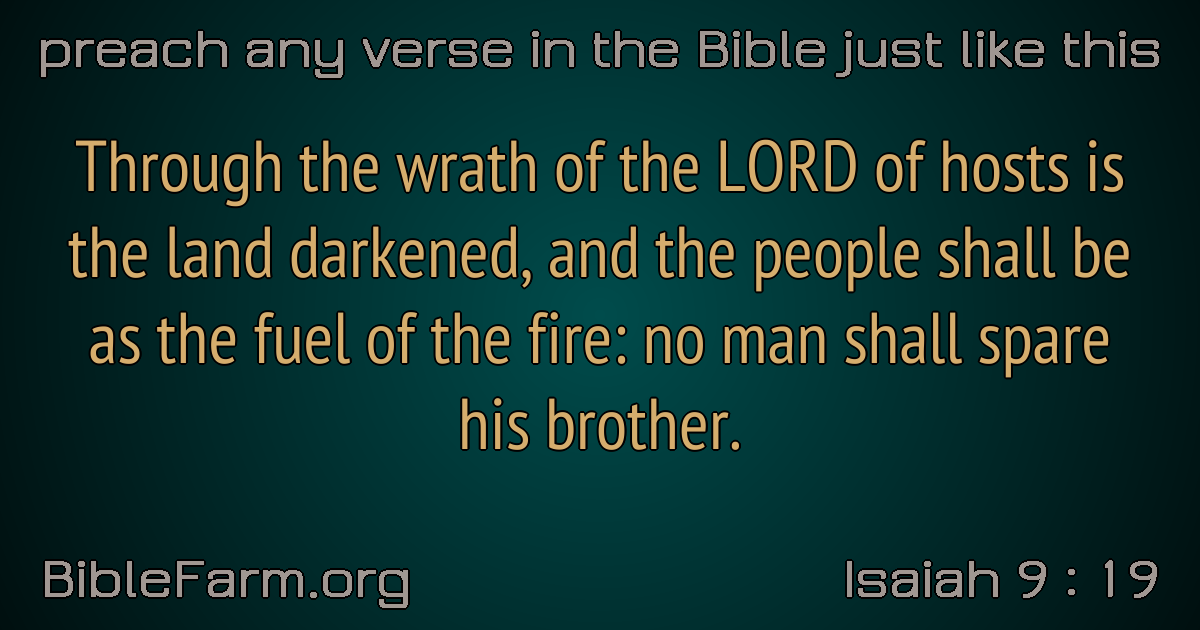 preach any verse in the Bible just like this
Through the wrath of the LORD of hosts is
the land darkened, and the people shall be
as the fuel of the fire: no man shall spare
his brother.
BibleFarm.org
Isaiah 9 : 19